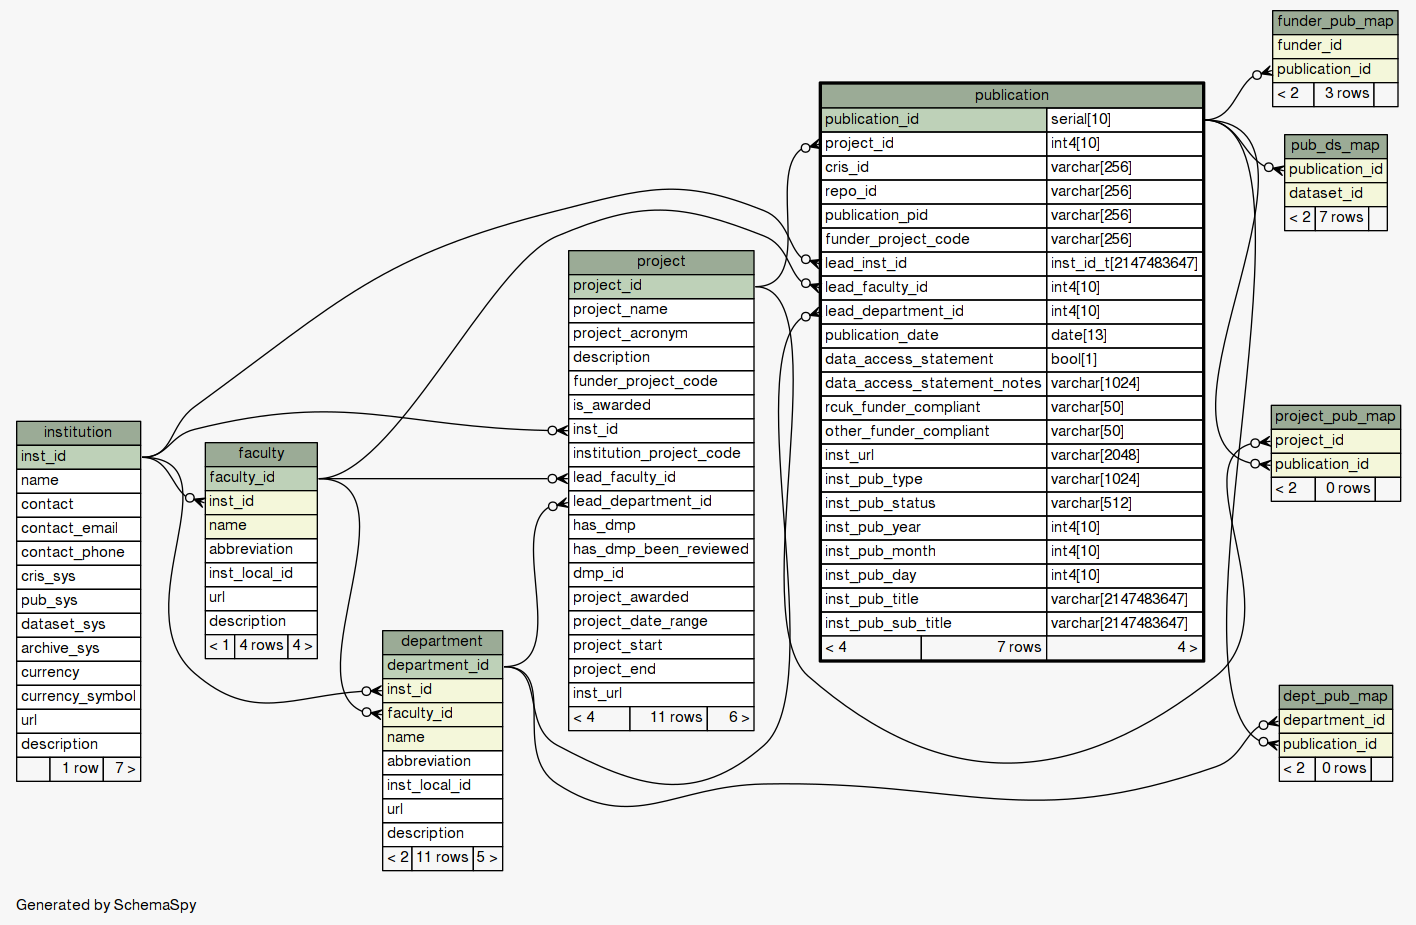 funder_pub_map
funder_id
publication_id
< 2 3 rows
publication
publication_id serial[10]
project_id int4[10]
cris_id varchar[256]
repo_id varchar[256]
publication_pid varchar[256]
funder_project_code varchar[256]
lead_inst_id inst_id_t[2147483647]
lead_faculty_id int4[10]
lead_department_id int4[10]
publication_date date[13]
data_access_statement bool[1]
data_access_statement_notes varchar[1024]
rcuk_funder_compliant varchar[50]
other_funder_compliant varchar[50]
inst_url varchar[2048]
inst_pub_type varchar[1024]
inst_pub_status varchar[512]
inst_pub_year int4[10]
inst_pub_month int4[10]
inst_pub_day int4[10]
inst_pub_title varchar[2147483647]
inst_pub_sub_title varchar[2147483647]
< 4 7 rows 4 >
pub_ds_map
publication_id
dataset_id
< 2 7 rows
project
project_id
project_name
project_acronym
description
funder_project_code
is_awarded
inst_id
institution_project_code
lead_faculty_id
lead_department_id
has_dmp
has_dmp_been_reviewed
dmp_id
project_awarded
project_date_range
project_start
project_end
inst_url
< 4 11 rows 6 >
project_pub_map
project_id
publication_id
< 2 0 rows
institution
inst_id
name
contact
contact_email
contact_phone
cris_sys
pub_sys
dataset_sys
archive_sys
currency
currency_symbol
url
description
1 row 7 >
faculty
faculty_id
inst_id
name
abbreviation
inst_local_id
url
description
< 1 4 rows 4 >
department
department_id
inst_id
faculty_id
name
abbreviation
inst_local_id
url
description
< 2 11 rows 5 >
dept_pub_map
department_id
publication_id
< 2 0 rows
Generated by SchemaSpy